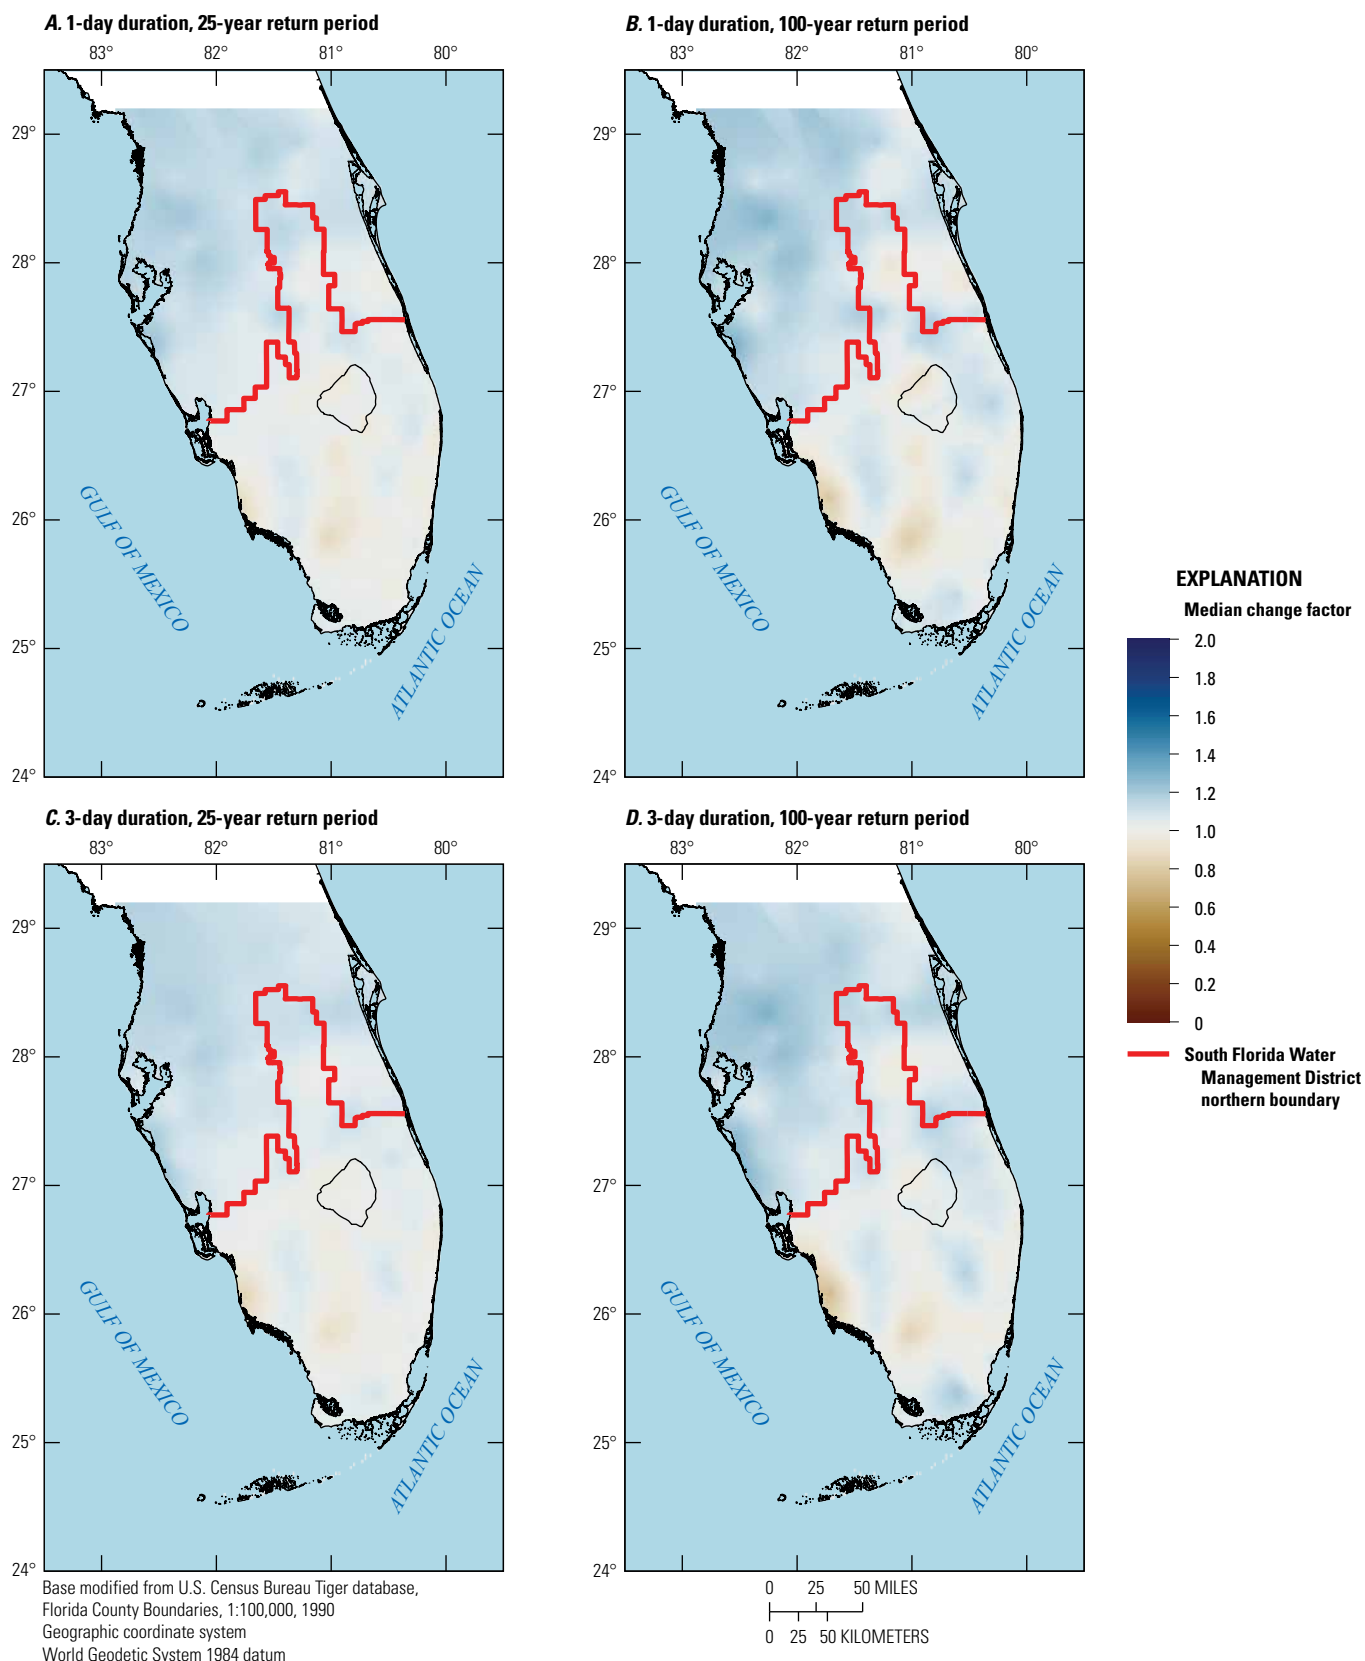 A. 1-day duration, 25-year return period
83° 82° 81° 80°
29°
28°
27°
26°
25°
24°
GULF OF MEXICO
ATLANTIC OCEAN
B. 1-day duration, 100-year return period
83° 82° 81° 80°
29°
28°
27°
26°
25°
24°
GULF OF MEXICO
ATLANTIC OCEAN
C. 3-day duration, 25-year return period
83° 82° 81° 80°
29°
28°
27°
26°
25°
24°
GULF OF MEXICO
ATLANTIC OCEAN
D. 3-day duration, 100-year return period
83° 82° 81° 80°
29°
28°
27°
26°
25°
24°
GULF OF MEXICO
ATLANTIC OCEAN
EXPLANATION
Median change factor
2.0
1.8
1.6
1.4
1.2
1.0
0.8
0.6
0.4
0.2
0
South Florida Water
Management District
northern boundary
Base modified from U.S. Census Bureau Tiger database,
Florida County Boundaries, 1:100,000, 1990
Geographic coordinate system
World Geodetic System 1984 datum
0 25 50 MILES
0 25 50 KILOMETERS